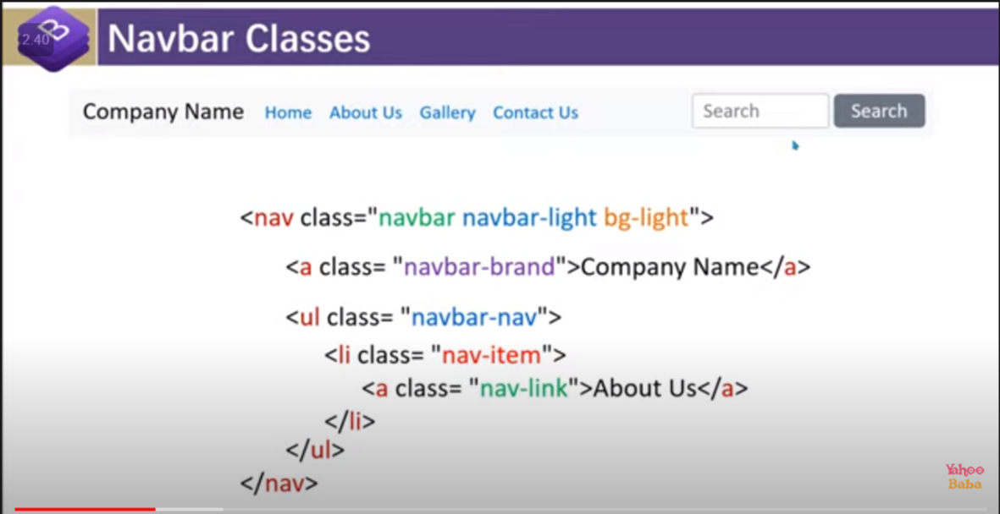 2.40
Navbar Classes
Company Name Home About Us Gallery Contact Us Search Search
<nav class="navbar navbar-light bg-light">
<a class= "navbar-brand">Company Name</a>
<ul class= "navbar-nav">
<li class= "nav-item">
<a class= "nav-link">About Us</a>
</li>
</ul>
</nav>
Yahoo
Baba